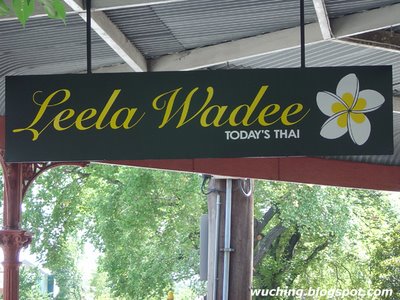 Leela Wadee
TODAY'S THAI
wuching.blogspot.com